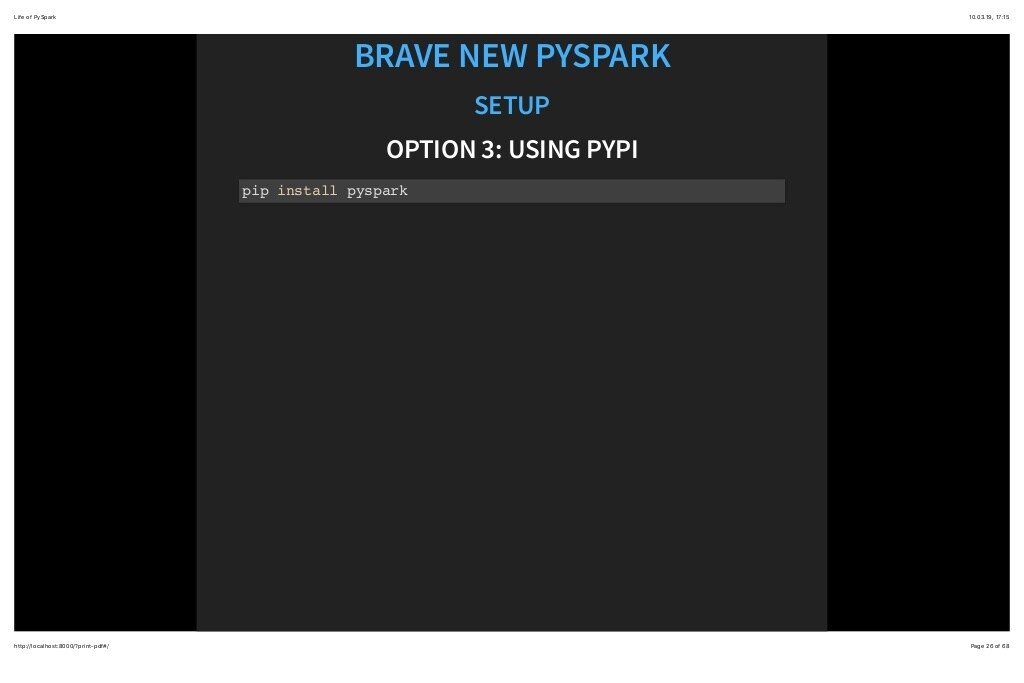 Life of PySpark
10.03.19, 17:15
BRAVE NEW PYSPARK
SETUP
OPTION 3: USING PYPI
pip install pyspark
http://localhost:8000/?print-pdf#/
Page 26 of 68